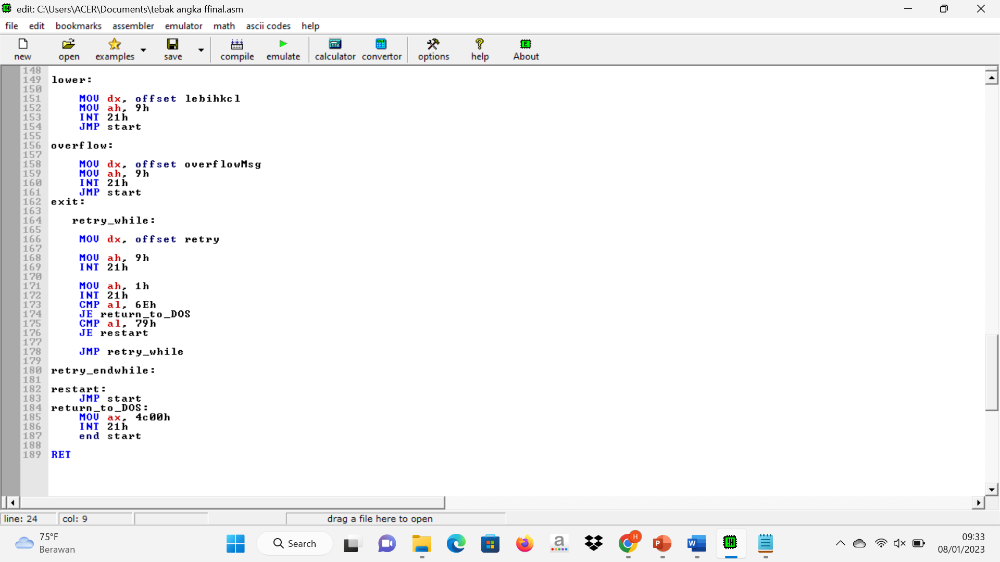 edit: C:\Users\ACER\Documents\tebak angka ffinal.asm
file edit bookmarks assembler emulator math ascii codes help
new open examples save compile emulate calculator convertor options help About
148
149 lower:
150
151 MOV dx, offset lebihkcl
152 MOV ah, 9h
153 INT 21h
154 JMP start
155
156 overflow:
157
158 MOV dx, offset overflowMsg
159 MOV ah, 9h
160 INT 21h
161 JMP start
162 exit:
163
164 retry_while:
165
166 MOV dx, offset retry
167
168 MOV ah, 9h
169 INT 21h
170
171 MOV ah, 1h
172 INT 21h
173 CMP al, 6Eh
174 JE return_to_DOS
175 CMP al, 79h
176 JE restart
177
178 JMP retry_while
179
180 retry_endwhile:
181
182 restart:
183 JMP start
184 return_to_DOS:
185 MOV ax, 4c00h
186 INT 21h
187 end start
188
189 RET
line: 24 col: 9 drag a file here to open
75°F
Berawan
Search
09:33
08/01/2023